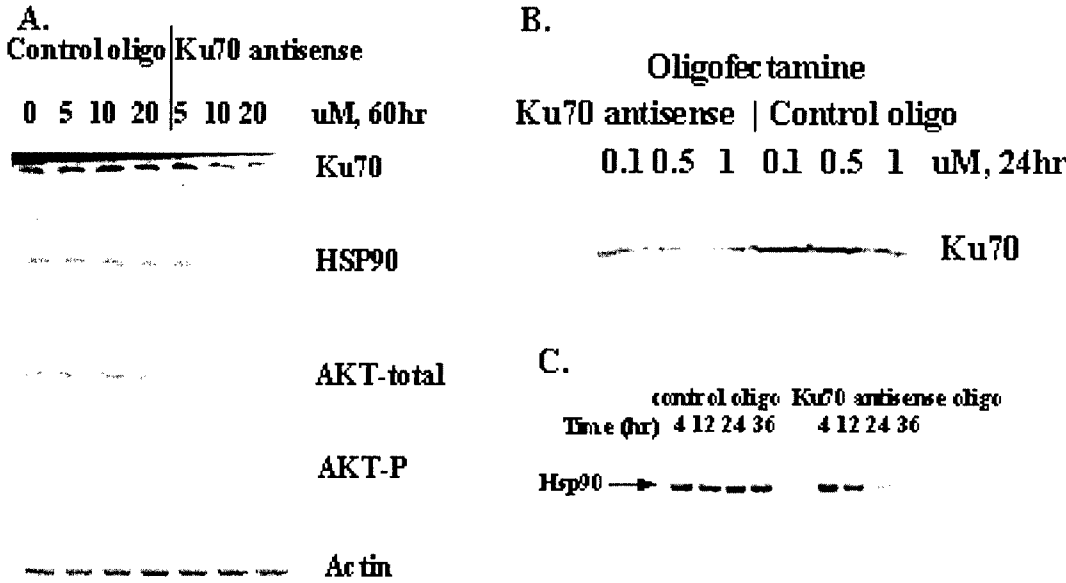 A.
Control oligo Ku70 antisense
0 5 10 20 5 10 20 uM, 60hr
Ku70
HSP90
AKT-total
AKT-P
Actin
B.
Oligofectamine
Ku70 antisense | Control oligo
0.1 0.5 1 0.1 0.5 1 uM, 24hr
Ku70
C.
control oligo Ku70 antisense oligo
Time (hr) 4 12 24 36 4 12 24 36
Hsp90